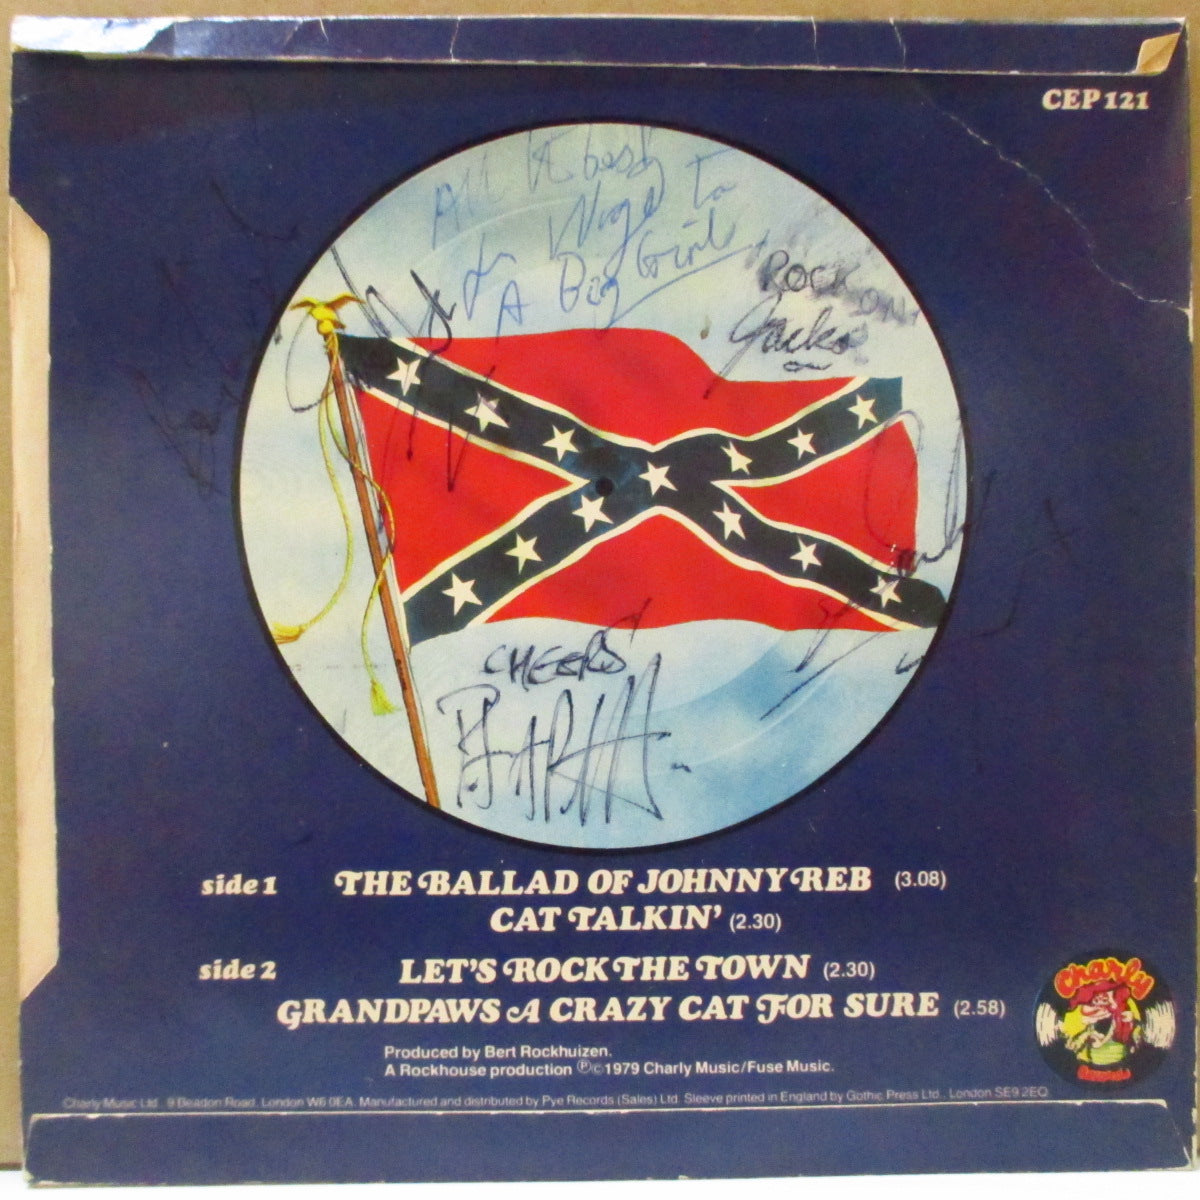 CEP 121
All
best
To
A Big
ROCK
ON
Jacko
CHEERS
side 1 THE BALLAD OF JOHNNY REB (3.08)
CAT TALKIN' (2.30)
side 2 LET'S ROCK THE TOWN (2.30)
GRANDPAWS A CRAZY CAT FOR SURE (2.58)
Charly
Records
Produced by Bert Rockhuizen.
A Rockhouse production ℗©1979 Charly Music/Fuse Music.
Charly Music Ltd. 9 Beadon Road, London W6 0EA. Manufactured and distributed by Pye Records (Sales) Ltd. Sleeve printed in England by Gothic Press Ltd., London SE9 2EQ